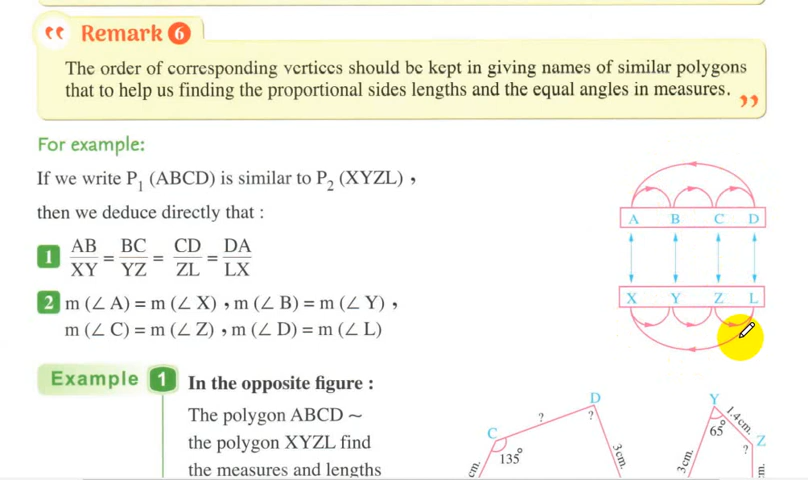 Remark 6
The order of corresponding vertices should be kept in giving names of similar polygons
that to help us finding the proportional sides lengths and the equal angles in measures.
For example:
If we write P₁ (ABCD) is similar to P₂ (XYZL) ,
then we deduce directly that :
1 AB/XY = BC/YZ = CD/ZL = DA/LX
2 m (∠ A) = m (∠ X) , m (∠ B) = m (∠ Y) ,
m (∠ C) = m (∠ Z) , m (∠ D) = m (∠ L)
A B C D
X Y Z L
Example 1 In the opposite figure :
The polygon ABCD ~
the polygon XYZL find
the measures and lengths
D
C
?
?
135°
cm.
3cm.
Y
1.4cm.
65°
Z
?
3cm.
m.